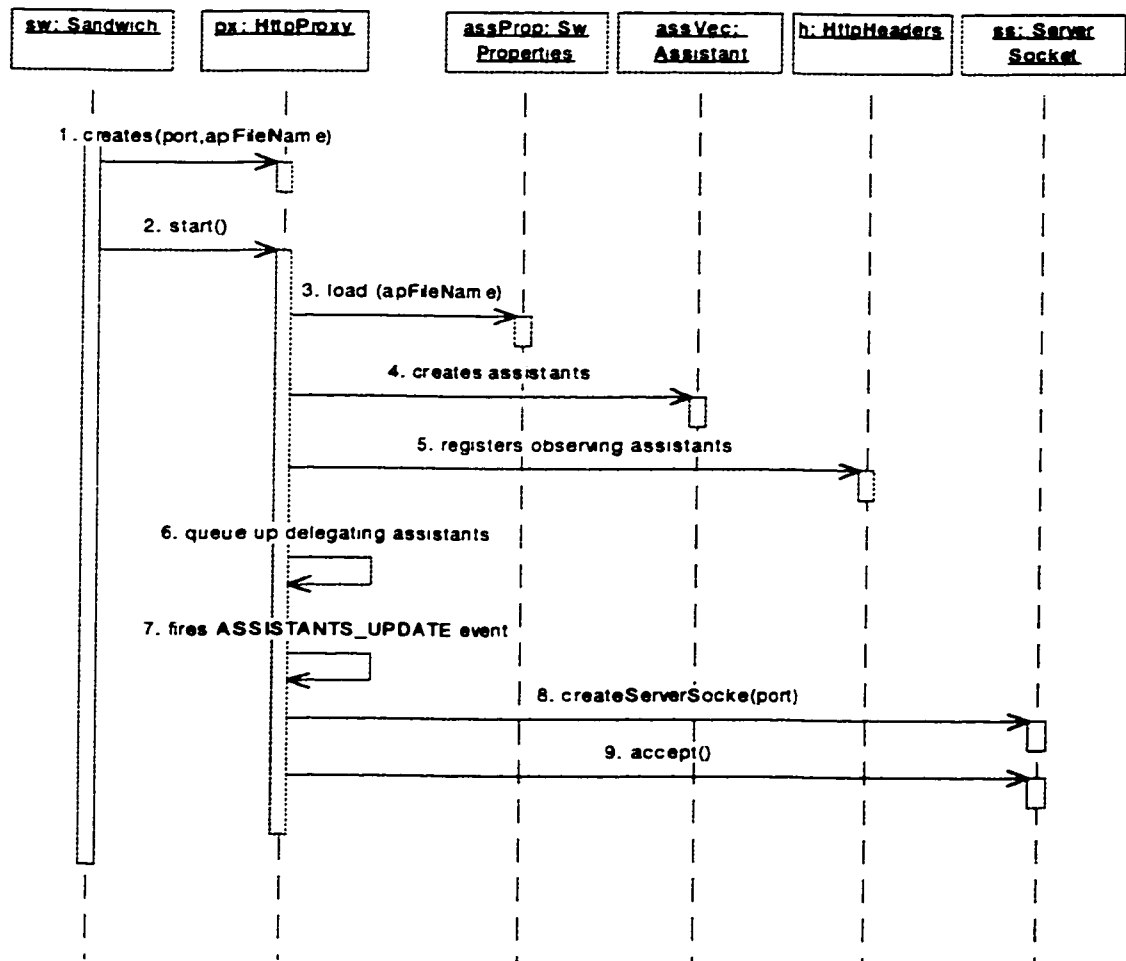 sw: Sandwich
px: HttpProxy
assProp: Sw
Properties
assVec:
Assistant
h: HttpHeaders
ss: Server
Socket
1. creates(port,apFileName)
2. start()
3. load (apFileName)
4. creates assistants
5. registers observing assistants
6. queue up delegating assistants
7. fires ASSISTANTS_UPDATE event
8. createServerSocke(port)
9. accept()